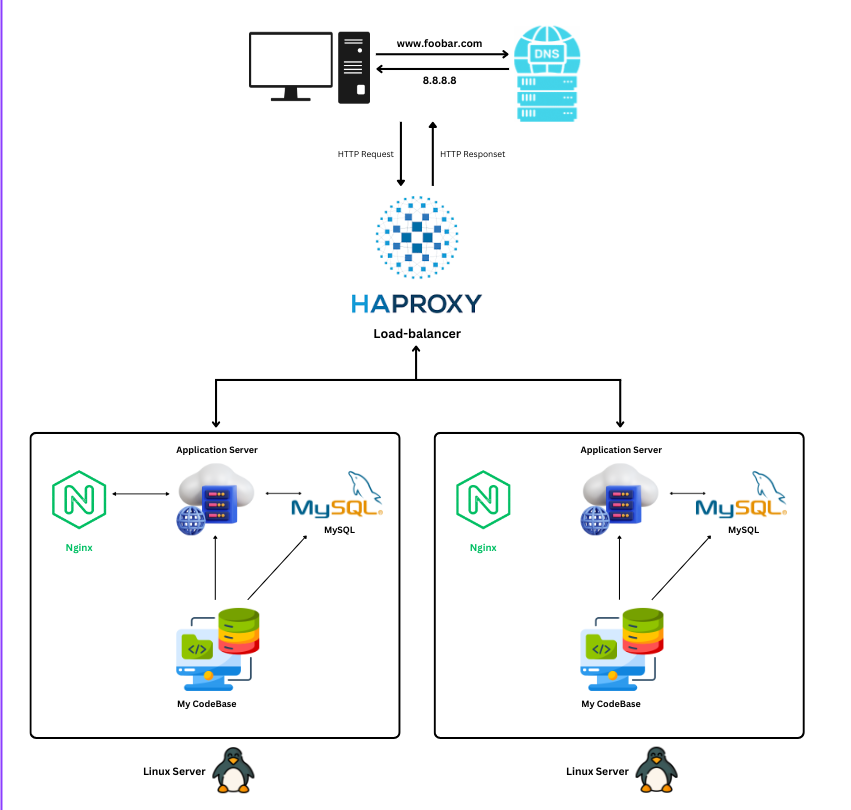 www.foobar.com
DNS
8.8.8.8
HTTP Request
HTTP Responset
HAPROXY
Load-balancer
Application Server
Application Server
MySQL
MySQL
MySQL
MySQL
Nginx
Nginx
</>
</>
My CodeBase
My CodeBase
Linux Server
Linux Server